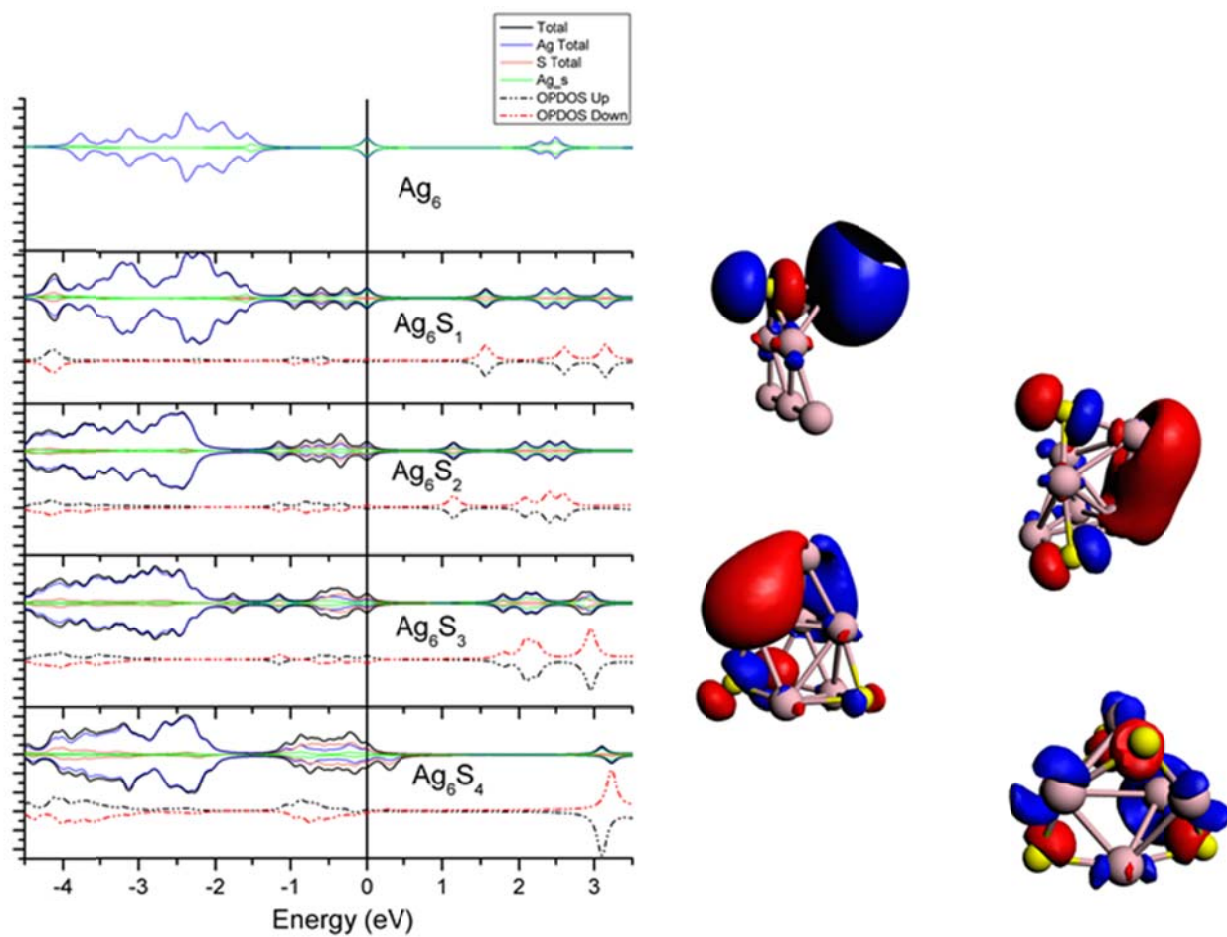 Total
Ag Total
S Total
Ag_s
OPDOS Up
OPDOS Down
Ag6
Ag6S1
Ag6S2
Ag6S3
Ag6S4
-4 -3 -2 -1 0 1 2 3
Energy (eV)